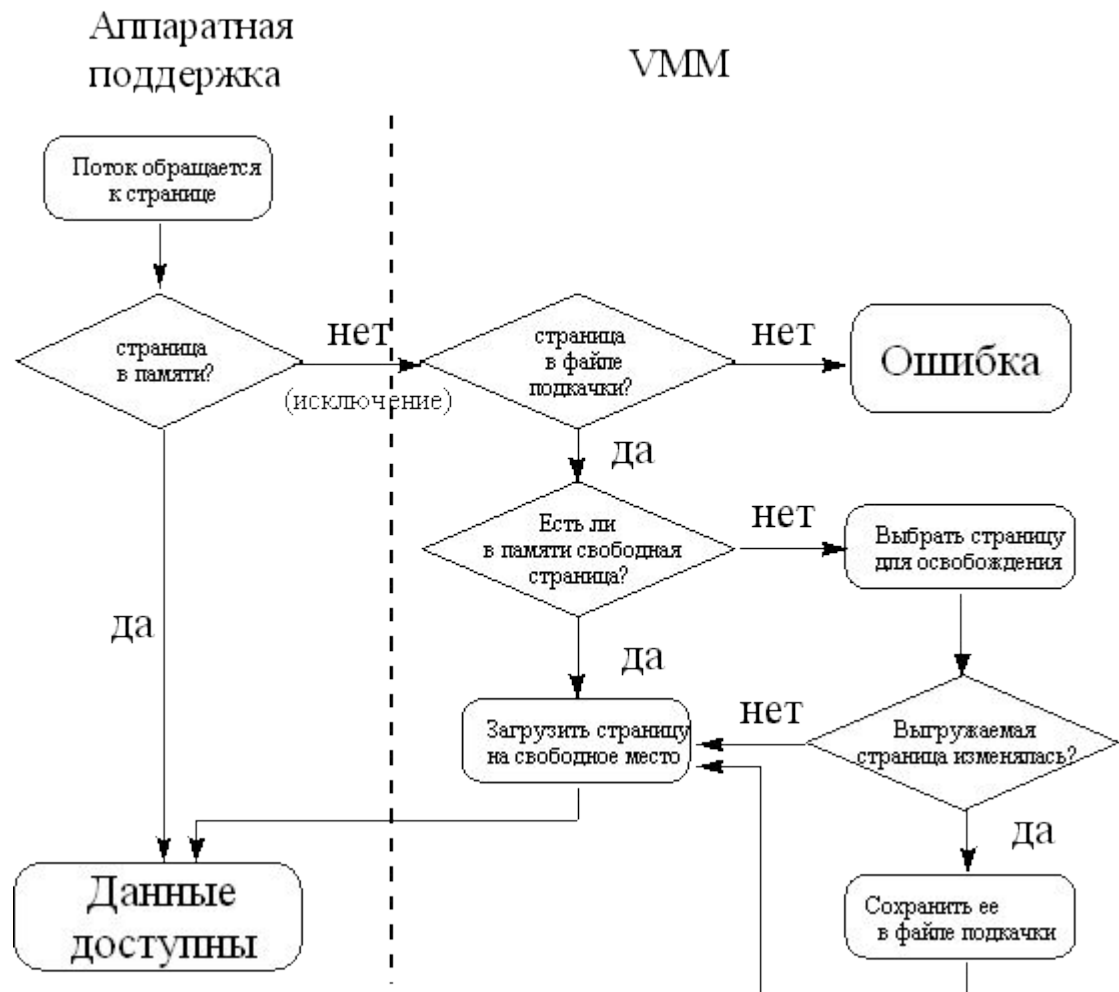 Аппаратная
поддержка
VMM
Поток обращается
к странице
страница
в памяти?
нет
(исключение)
страница
в файле
подкачки?
нет
Ошибка
да
Есть ли
в памяти свободная
страница?
нет
Выбрать страницу
для освобождения
да
да
Загрузить страницу
на свободное место
нет
Выгружаемая
страница изменялась?
да
Данные
доступны
Сохранить ее
в файле подкачки